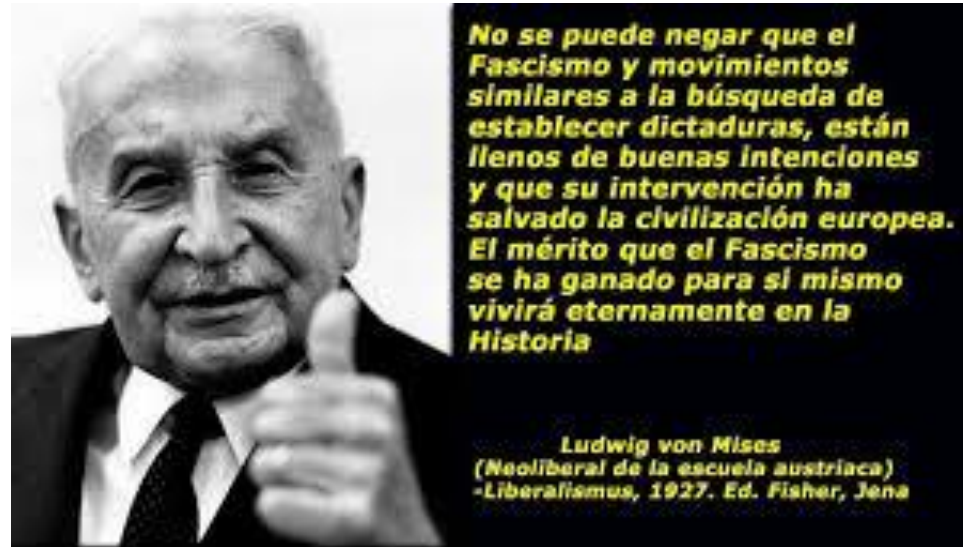 No se puede negar que el
Fascismo y movimientos
similares a la búsqueda de
establecer dictaduras, están
llenos de buenas intenciones
y que su intervención ha
salvado la civilización europea.
El mérito que el Fascismo
se ha ganado para si mismo
vivirá eternamente en la
Historia
Ludwig von Mises
(Neoliberal de la escuela austriaca)
-Liberalismus, 1927. Ed. Fisher, Jena